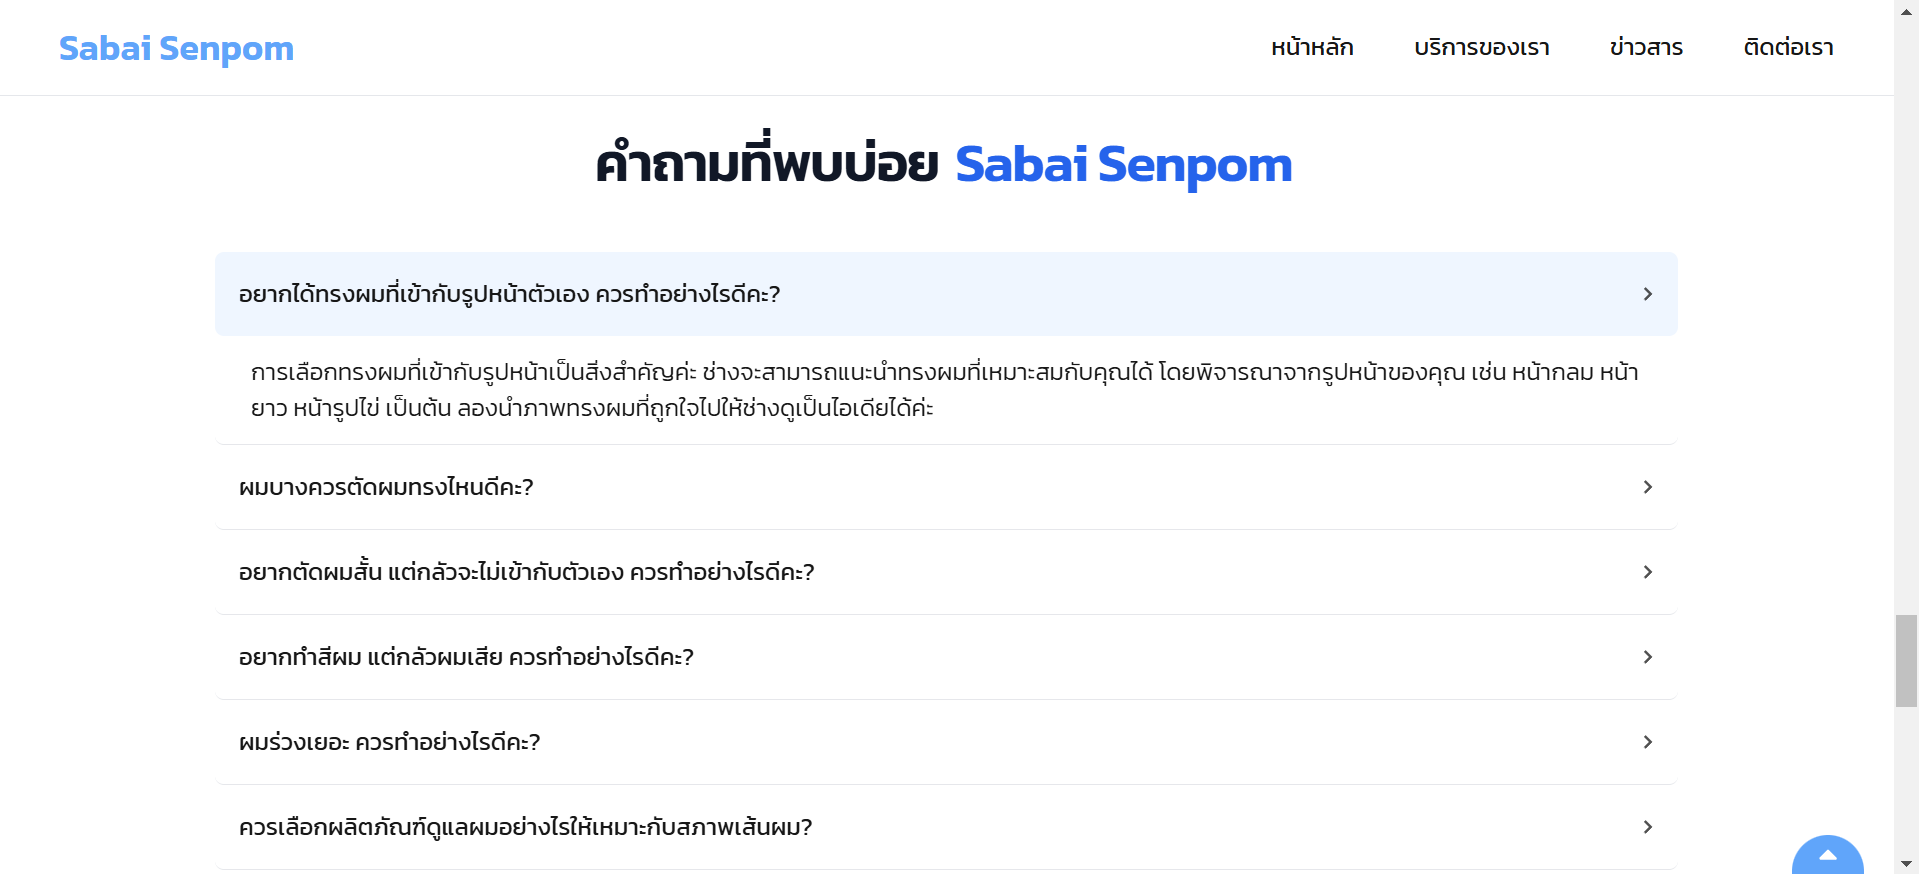 Sabai Senpom
หน้าหลัก บริการของเรา ข่าวสาร ติดต่อเรา
คำถามที่พบบ่อย Sabai Senpom
อยากได้ทรงผมที่เข้ากับรูปหน้าตัวเอง ควรทำอย่างไรดีคะ?
การเลือกทรงผมที่เข้ากับรูปหน้าเป็นสิ่งสำคัญค่ะ ช่างจะสามารถแนะนำทรงผมที่เหมาะสมกับคุณได้ โดยพิจารณาจากรูปหน้าของคุณ เช่น หน้ากลม หน้า
ยาว หน้ารูปไข่ เป็นต้น ลองนำภาพทรงผมที่ถูกใจไปให้ช่างดูเป็นไอเดียได้ค่ะ
ผมบางควรตัดผมทรงไหนดีคะ?
อยากตัดผมสั้น แต่กลัวจะไม่เข้ากับตัวเอง ควรทำอย่างไรดีคะ?
อยากทำสีผม แต่กลัวผมเสีย ควรทำอย่างไรดีคะ?
ผมร่วงเยอะ ควรทำอย่างไรดีคะ?
ควรเลือกผลิตภัณฑ์ดูแลผมอย่างไรให้เหมาะกับสภาพเส้นผม?